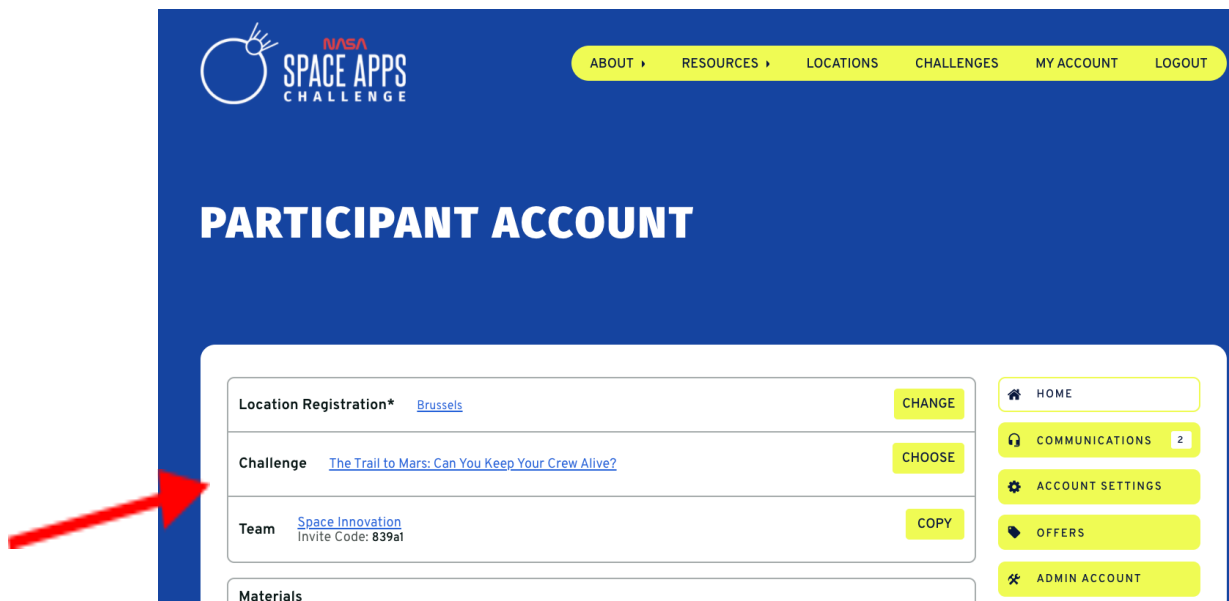 NASA
SPACE APPS
CHALLENGE
ABOUT RESOURCES LOCATIONS CHALLENGES MY ACCOUNT LOGOUT
PARTICIPANT ACCOUNT
Location Registration* Brussels CHANGE
Challenge The Trail to Mars: Can You Keep Your Crew Alive? CHOOSE
Team Space Innovation COPY
Invite Code: 839a1
Materials
HOME
COMMUNICATIONS 2
ACCOUNT SETTINGS
OFFERS
ADMIN ACCOUNT